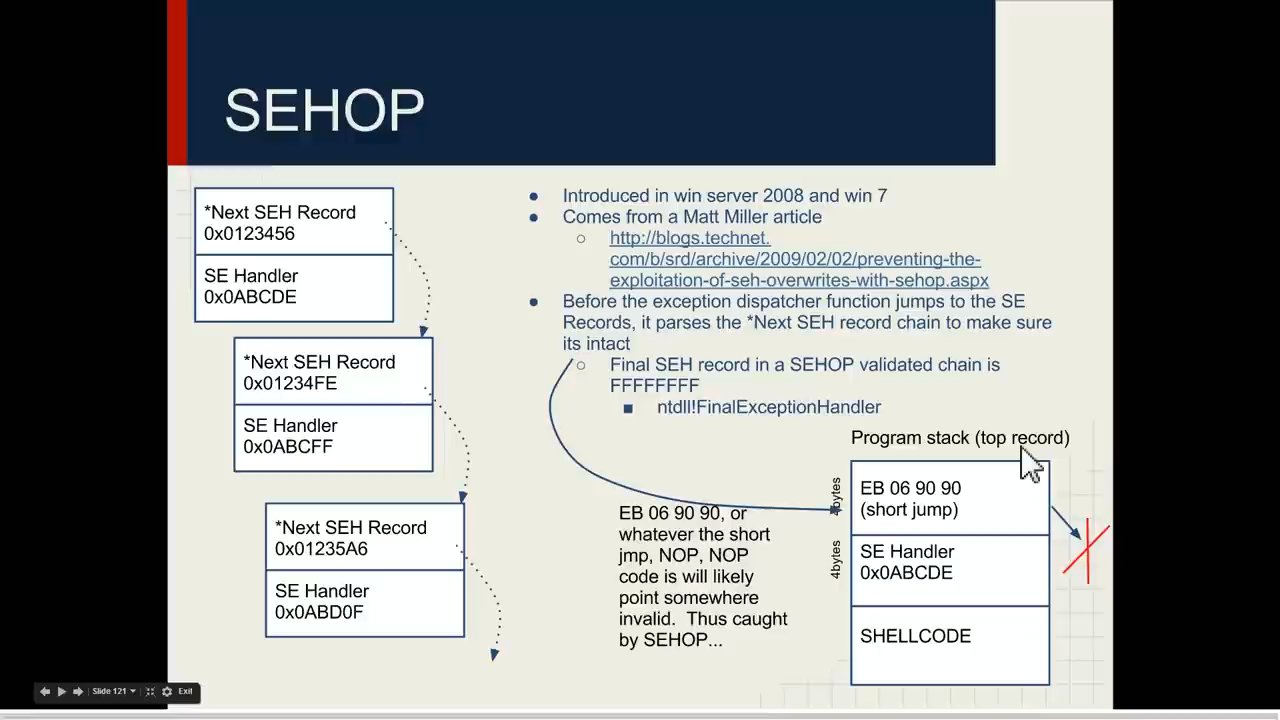 SEHOP
*Next SEH Record
0x0123456
SE Handler
0x0ABCDE
*Next SEH Record
0x01234FE
SE Handler
0x0ABCFF
*Next SEH Record
0x01235A6
SE Handler
0x0ABD0F
● Introduced in win server 2008 and win 7
● Comes from a Matt Miller article
○ http://blogs.technet.
com/b/srd/archive/2009/02/02/preventing-the-
exploitation-of-seh-overwrites-with-sehop.aspx
● Before the exception dispatcher function jumps to the SE
Records, it parses the *Next SEH record chain to make sure
its intact
○ Final SEH record in a SEHOP validated chain is
FFFFFFFF
■ ntdll!FinalExceptionHandler
EB 06 90 90, or
whatever the short
jmp, NOP, NOP
code is will likely
point somewhere
invalid. Thus caught
by SEHOP...
Program stack (top record)
4bytes
EB 06 90 90
(short jump)
4bytes
SE Handler
0x0ABCDE
SHELLCODE
Slide 121
Exit